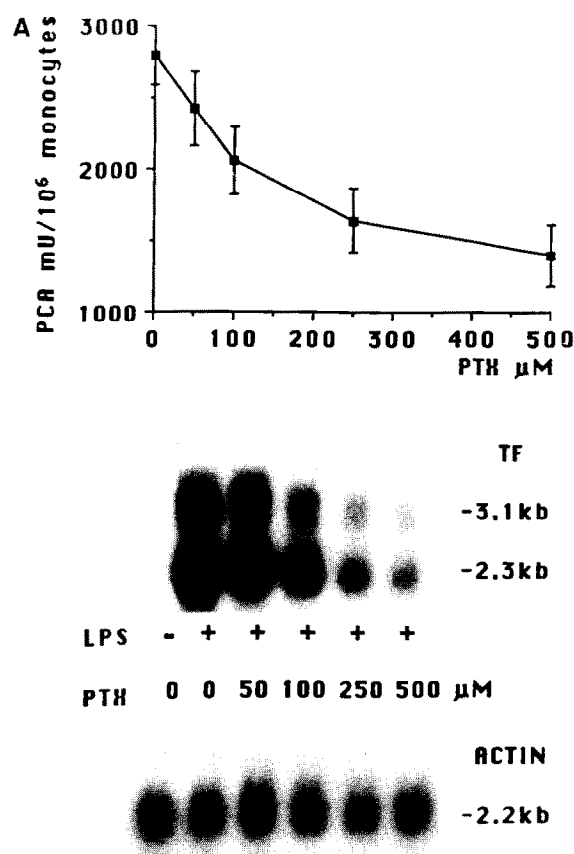 A
PCA mU/10⁶ monocytes
3000
2000
1000
0 100 200 300 400 500
PTX µM
TF
-3.1kb
-2.3kb
LPS - + + + + +
PTX 0 0 50 100 250 500 µM
ACTIN
-2.2kb